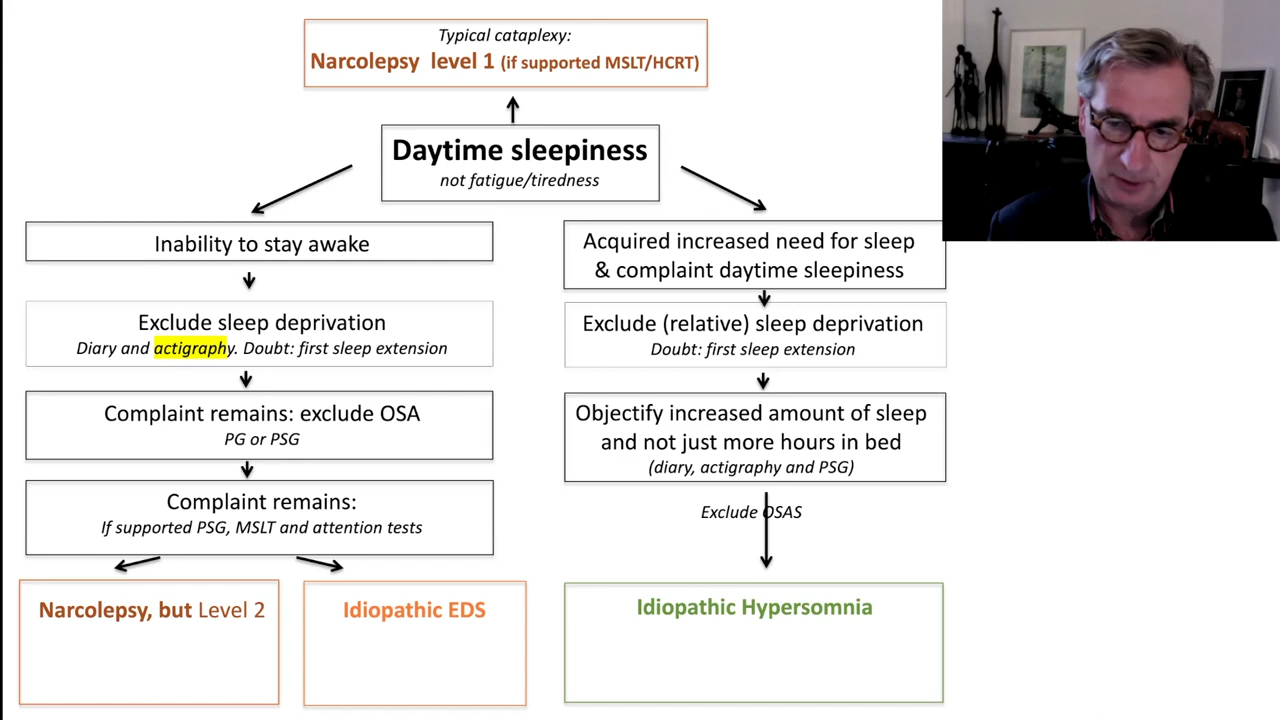 Typical cataplexy:
Narcolepsy level 1 (if supported MSLT/HCRT)
Daytime sleepiness
not fatigue/tiredness
Inability to stay awake
Exclude sleep deprivation
Diary and actigraphy. Doubt: first sleep extension
Complaint remains: exclude OSA
PG or PSG
Complaint remains:
If supported PSG, MSLT and attention tests
Narcolepsy, but Level 2
Idiopathic EDS
Acquired increased need for sleep
& complaint daytime sleepiness
Exclude (relative) sleep deprivation
Doubt: first sleep extension
Objectify increased amount of sleep
and not just more hours in bed
(diary, actigraphy and PSG)
Exclude OSAS
Idiopathic Hypersomnia